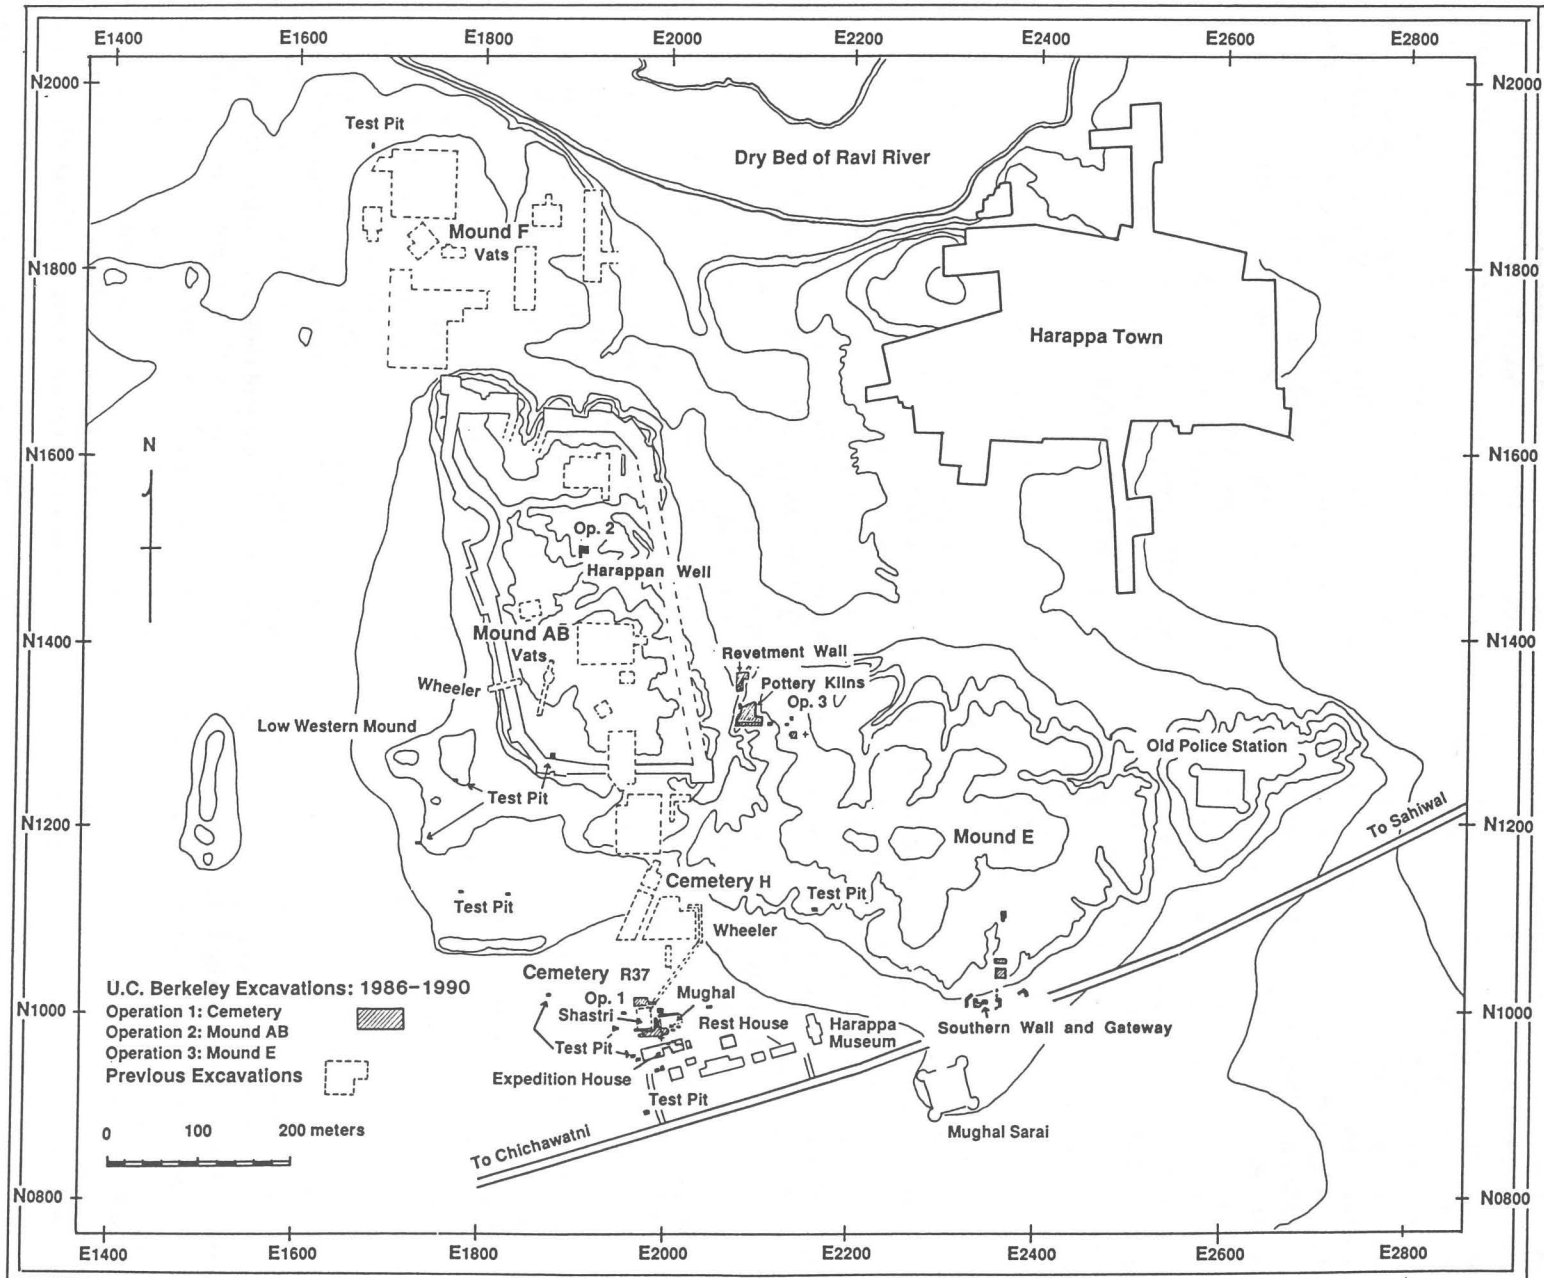 E1400 E1600 E1800 E2000 E2200 E2400 E2600 E2800
N2000 N2000
Test Pit
Dry Bed of Ravi River
Mound F
Vats
N1800 N1800
Harappa Town
N
N1600 N1600
Op. 2
Harappan Well
Mound AB
Vats
N1400 N1400
Revetment Wall
Wheeler
Pottery Kilns
Op. 3
Low Western Mound
Old Police Station
Test Pit
To Sahiwal
N1200 N1200
Mound E
Cemetery H
Test Pit
Test Pit
Wheeler
Cemetery R37
U.C. Berkeley Excavations: 1986-1990
Operation 1: Cemetery
Operation 2: Mound AB
Operation 3: Mound E
Previous Excavations
N1000 N1000
Op. 1
Mughal
Shastri
Rest House
Harappa
Museum
Southern Wall and Gateway
Test Pit
Expedition House
Test Pit
0 100 200 meters
To Chichawatni
Mughal Sarai
N0800 N0800
E1400 E1600 E1800 E2000 E2200 E2400 E2600 E2800